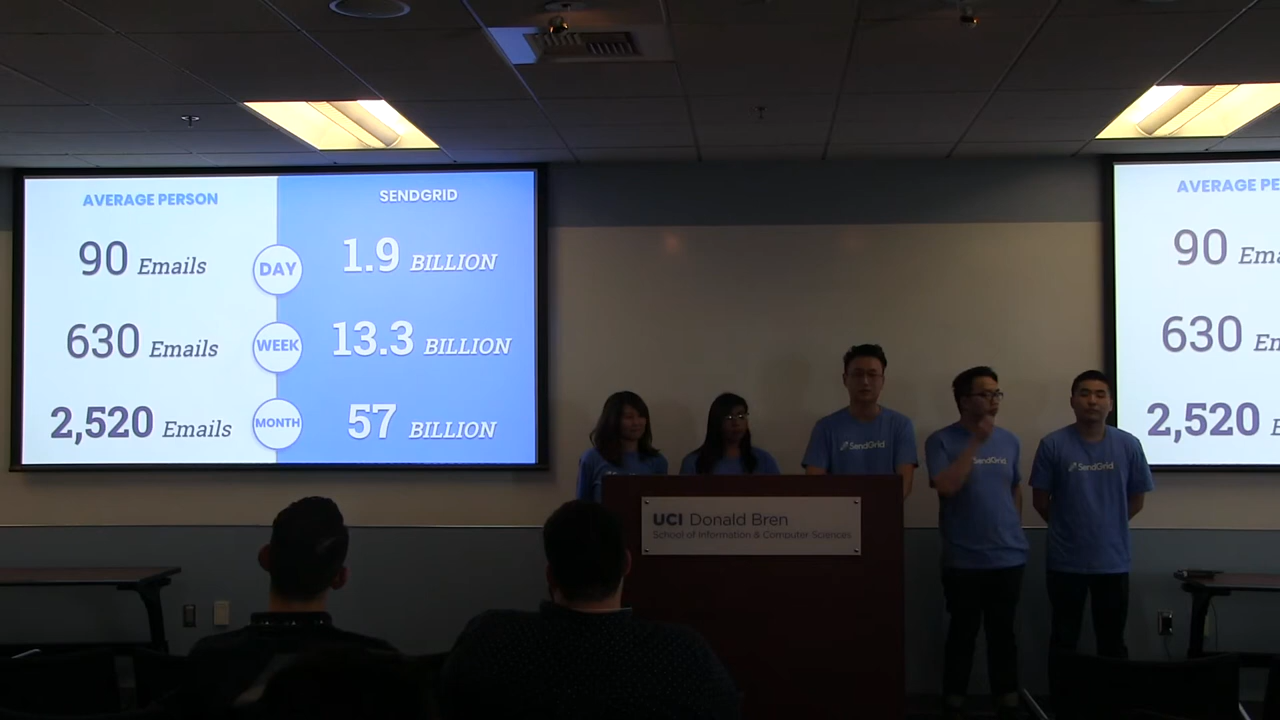 AVERAGE PERSON
SENDGRID
90 Emails
DAY
1.9 BILLION
630 Emails
WEEK
13.3 BILLION
2,520 Emails
MONTH
57 BILLION
AVERAGE PE
90 Ema
630 Em
2,520 E
SendGrid
SendGrid
SendGrid
UCI Donald Bren
School of Information & Computer Sciences